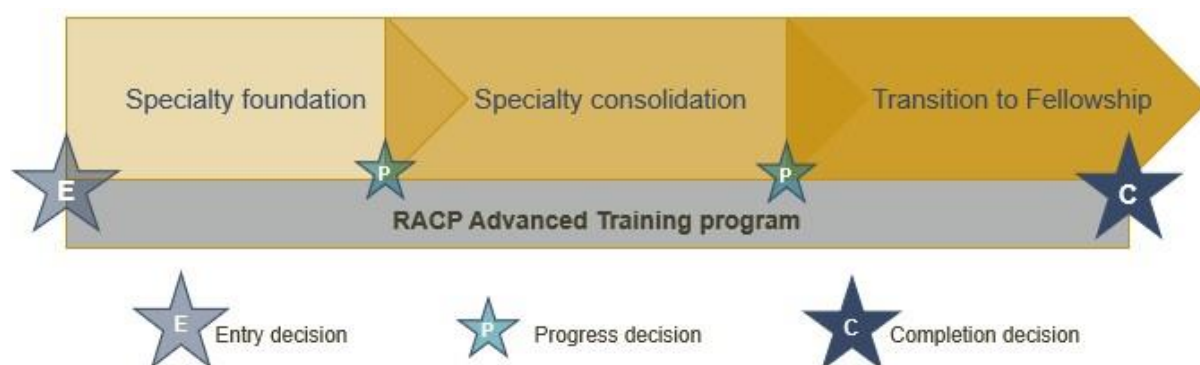 Specialty foundation
Specialty consolidation
Transition to Fellowship
E
P
P
C
RACP Advanced Training program
E
Entry decision
P
Progress decision
C
Completion decision